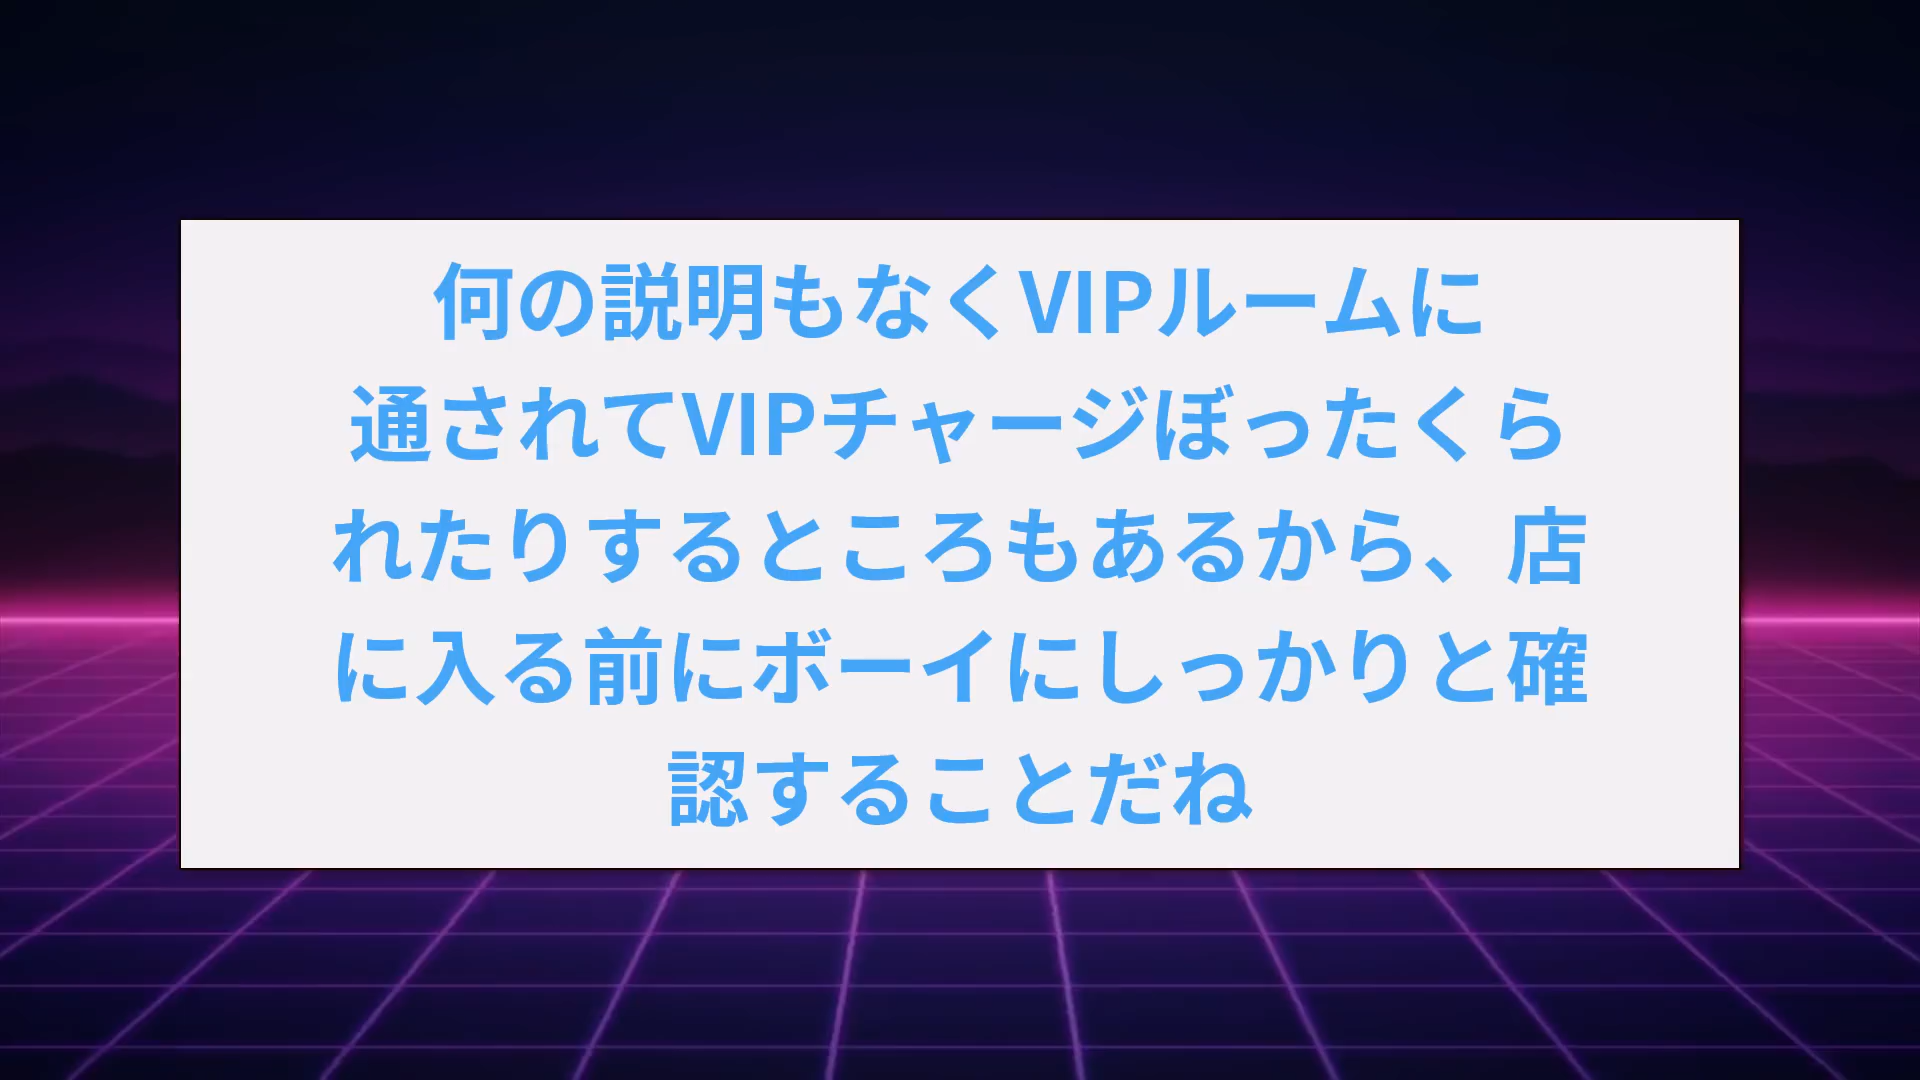 何の説明もなくVIPルームに
通されてVIPチャージぼったくら
れたりするところもあるから、店
に入る前にボーイにしっかりと確
認することだね